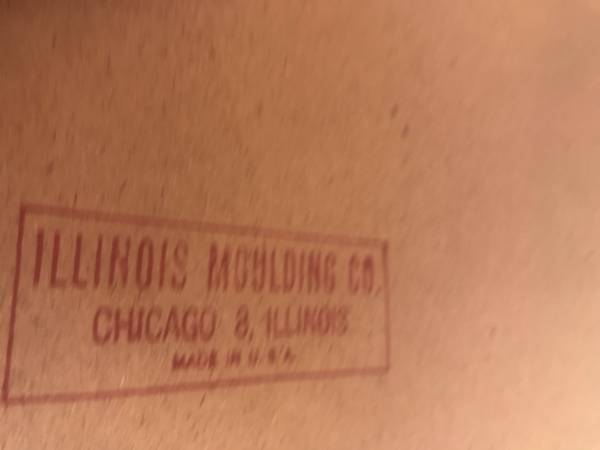 ILLINOIS MOULDING CO.
CHICAGO 8, ILLINOIS
MADE IN U.S.A.